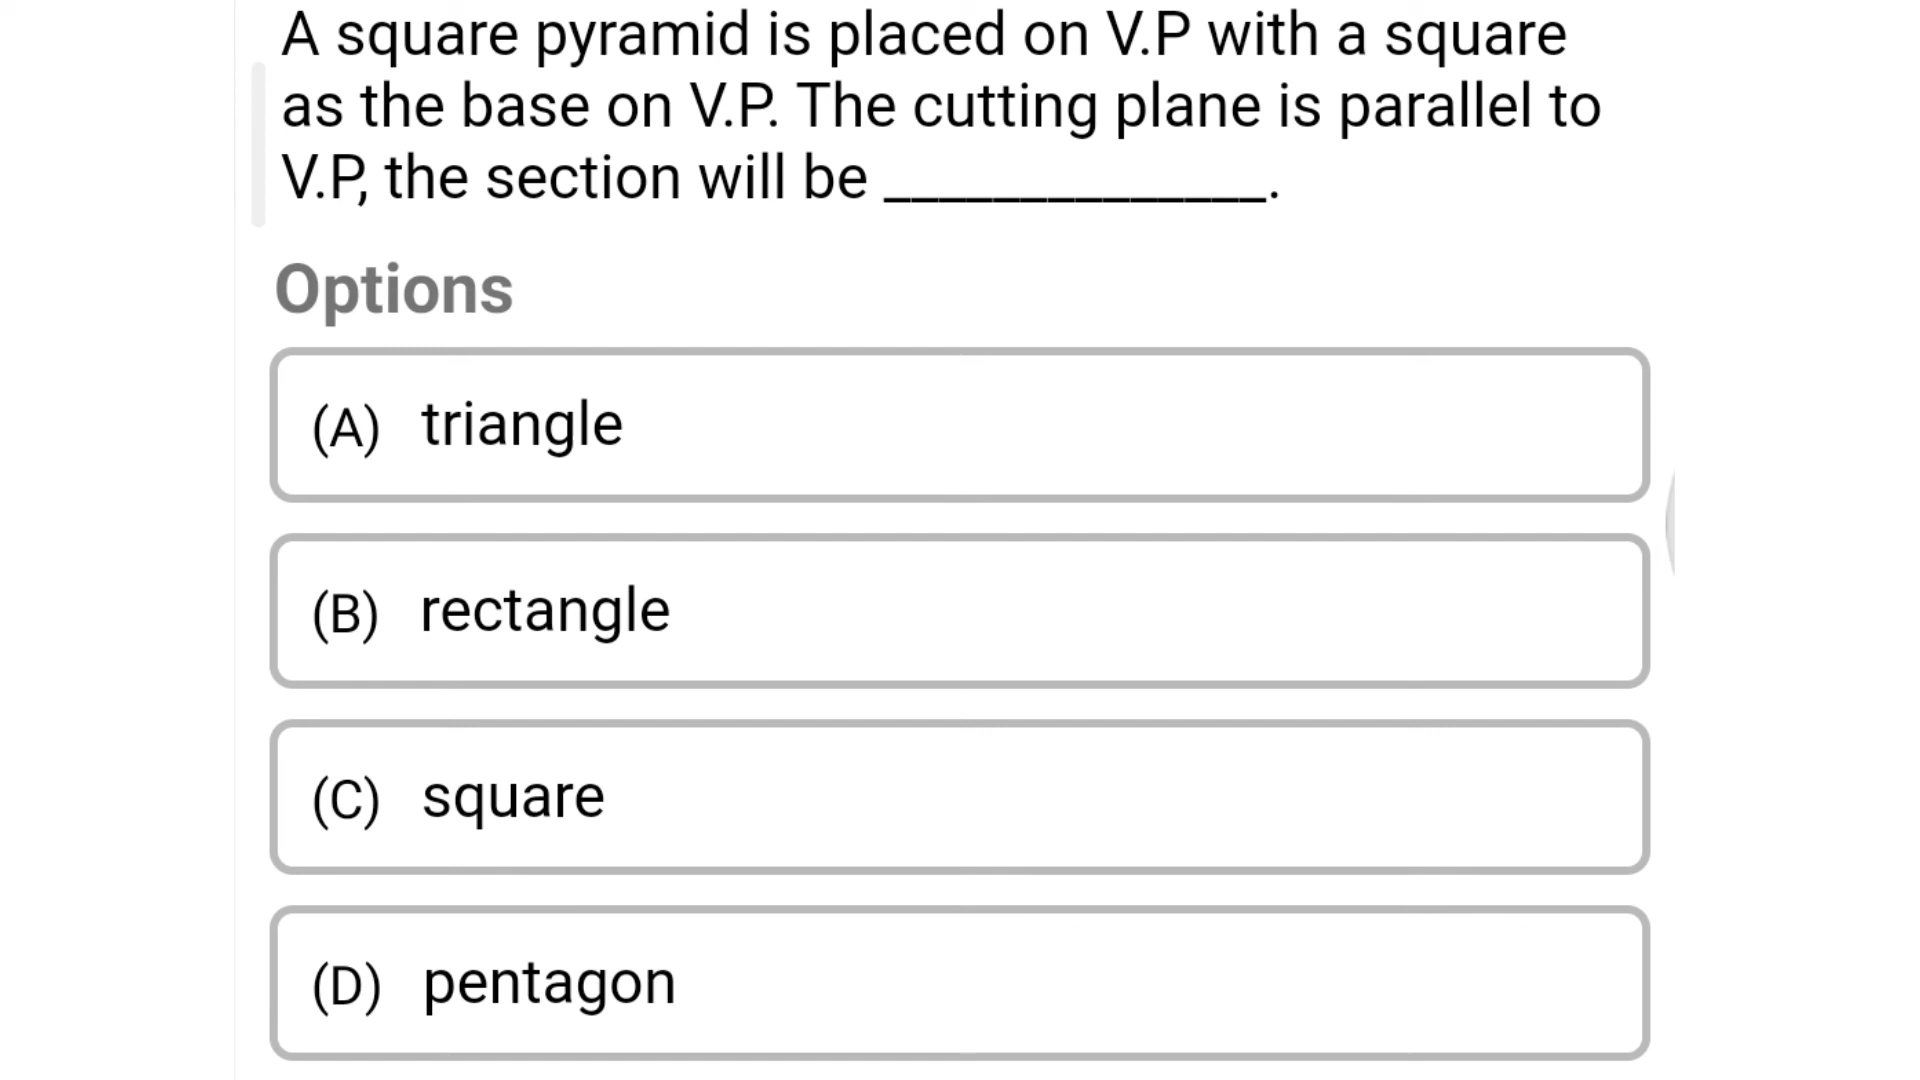 A square pyramid is placed on V.P with a square
as the base on V.P. The cutting plane is parallel to
V.P, the section will be ______________.
Options
(A) triangle
(B) rectangle
(C) square
(D) pentagon